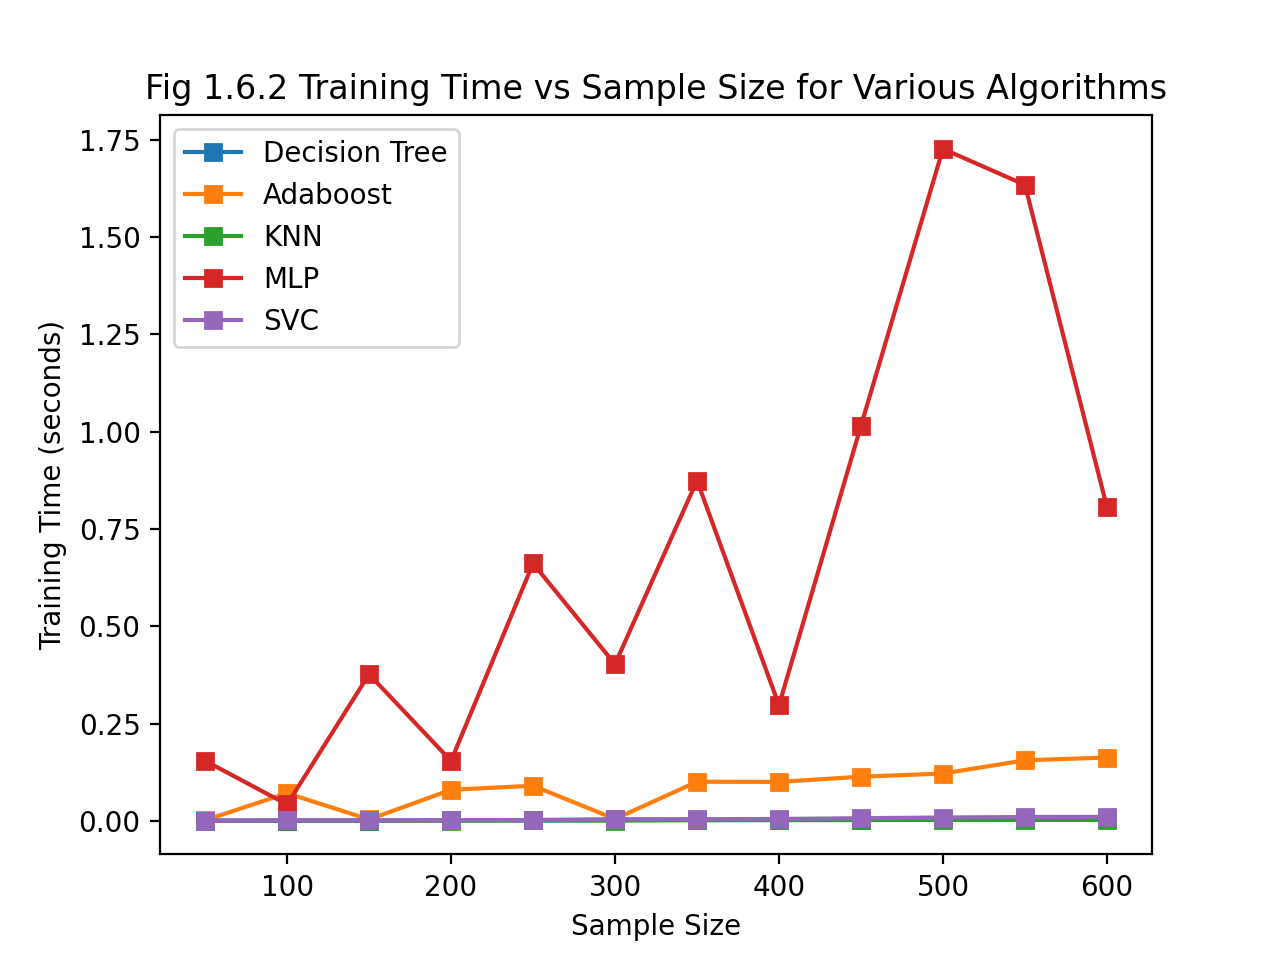 Fig 1.6.2 Training Time vs Sample Size for Various Algorithms
1.75
1.50
1.25
1.00
0.75
0.50
0.25
0.00
Training Time (seconds)
Decision Tree
Adaboost
KNN
MLP
SVC
100 200 300 400 500 600
Sample Size